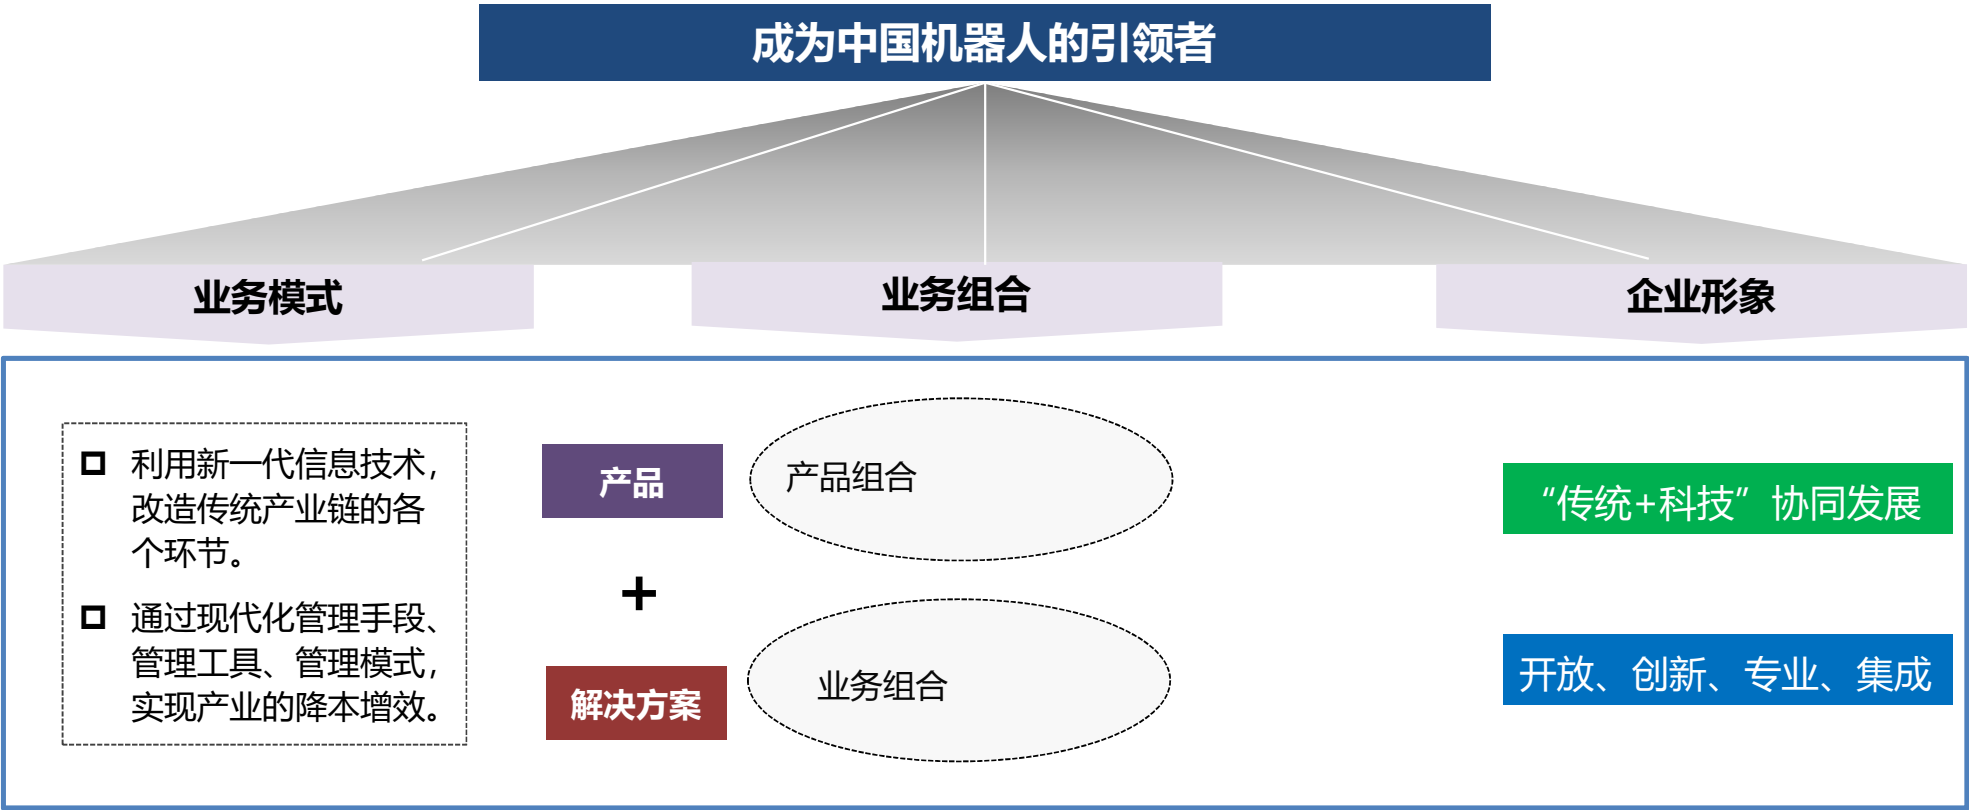 成为中国机器人的引领者
业务模式
业务组合
企业形象
利用新一代信息技术，
改造传统产业链的各
个环节。
通过现代化管理手段、
管理工具、管理模式，
实现产业的降本增效。
产品
产品组合
+
解决方案
业务组合
“传统+科技”协同发展
开放、创新、专业、集成